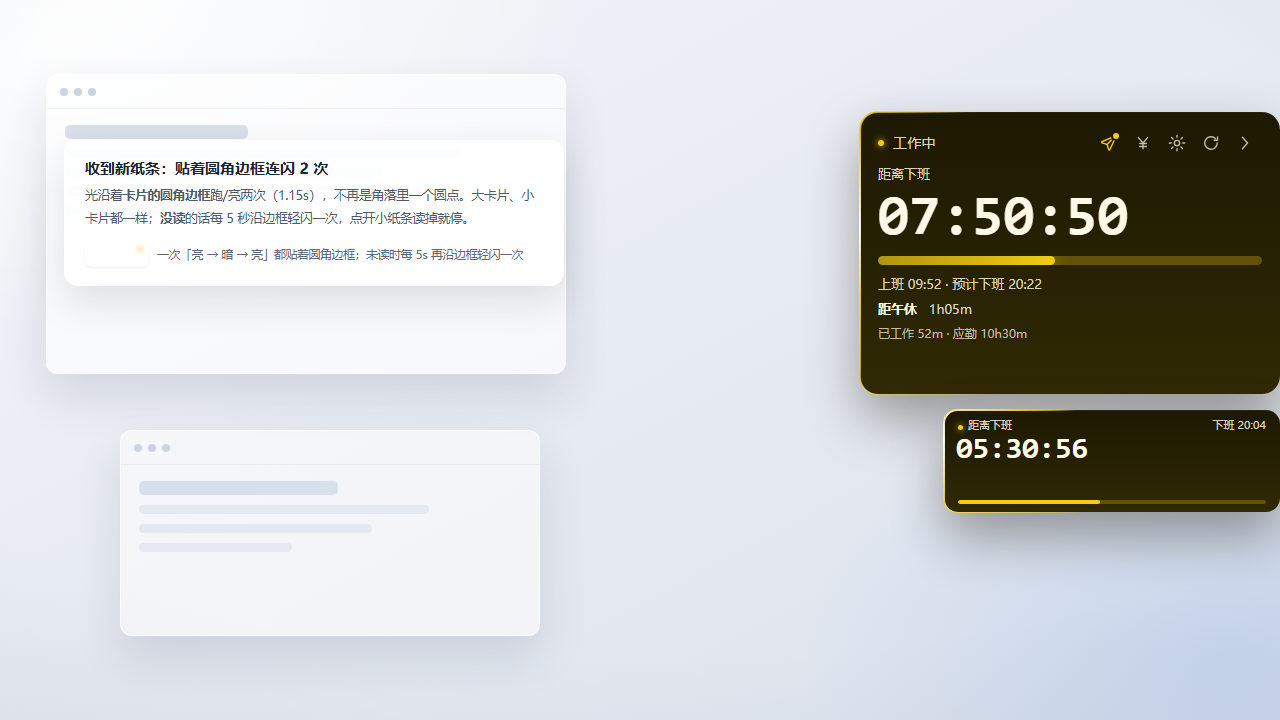 收到新纸条：贴着圆角边框连闪 2 次
光沿着卡片的圆角边框跑/亮两次（1.15s），不再是角落里一个圆点。大卡片、小
卡片都一样；没读的话每 5 秒沿边框轻闪一次，点开小纸条读掉就停。
一次「亮 → 暗 → 亮」都贴着圆角边框；未读时每 5s 再沿边框轻闪一次
工作中
距离下班
07:50:50
上班 09:52 · 预计下班 20:22
距午休 1h05m
已工作 52m · 应勤 10h30m
距离下班 下班 20:04
05:30:56